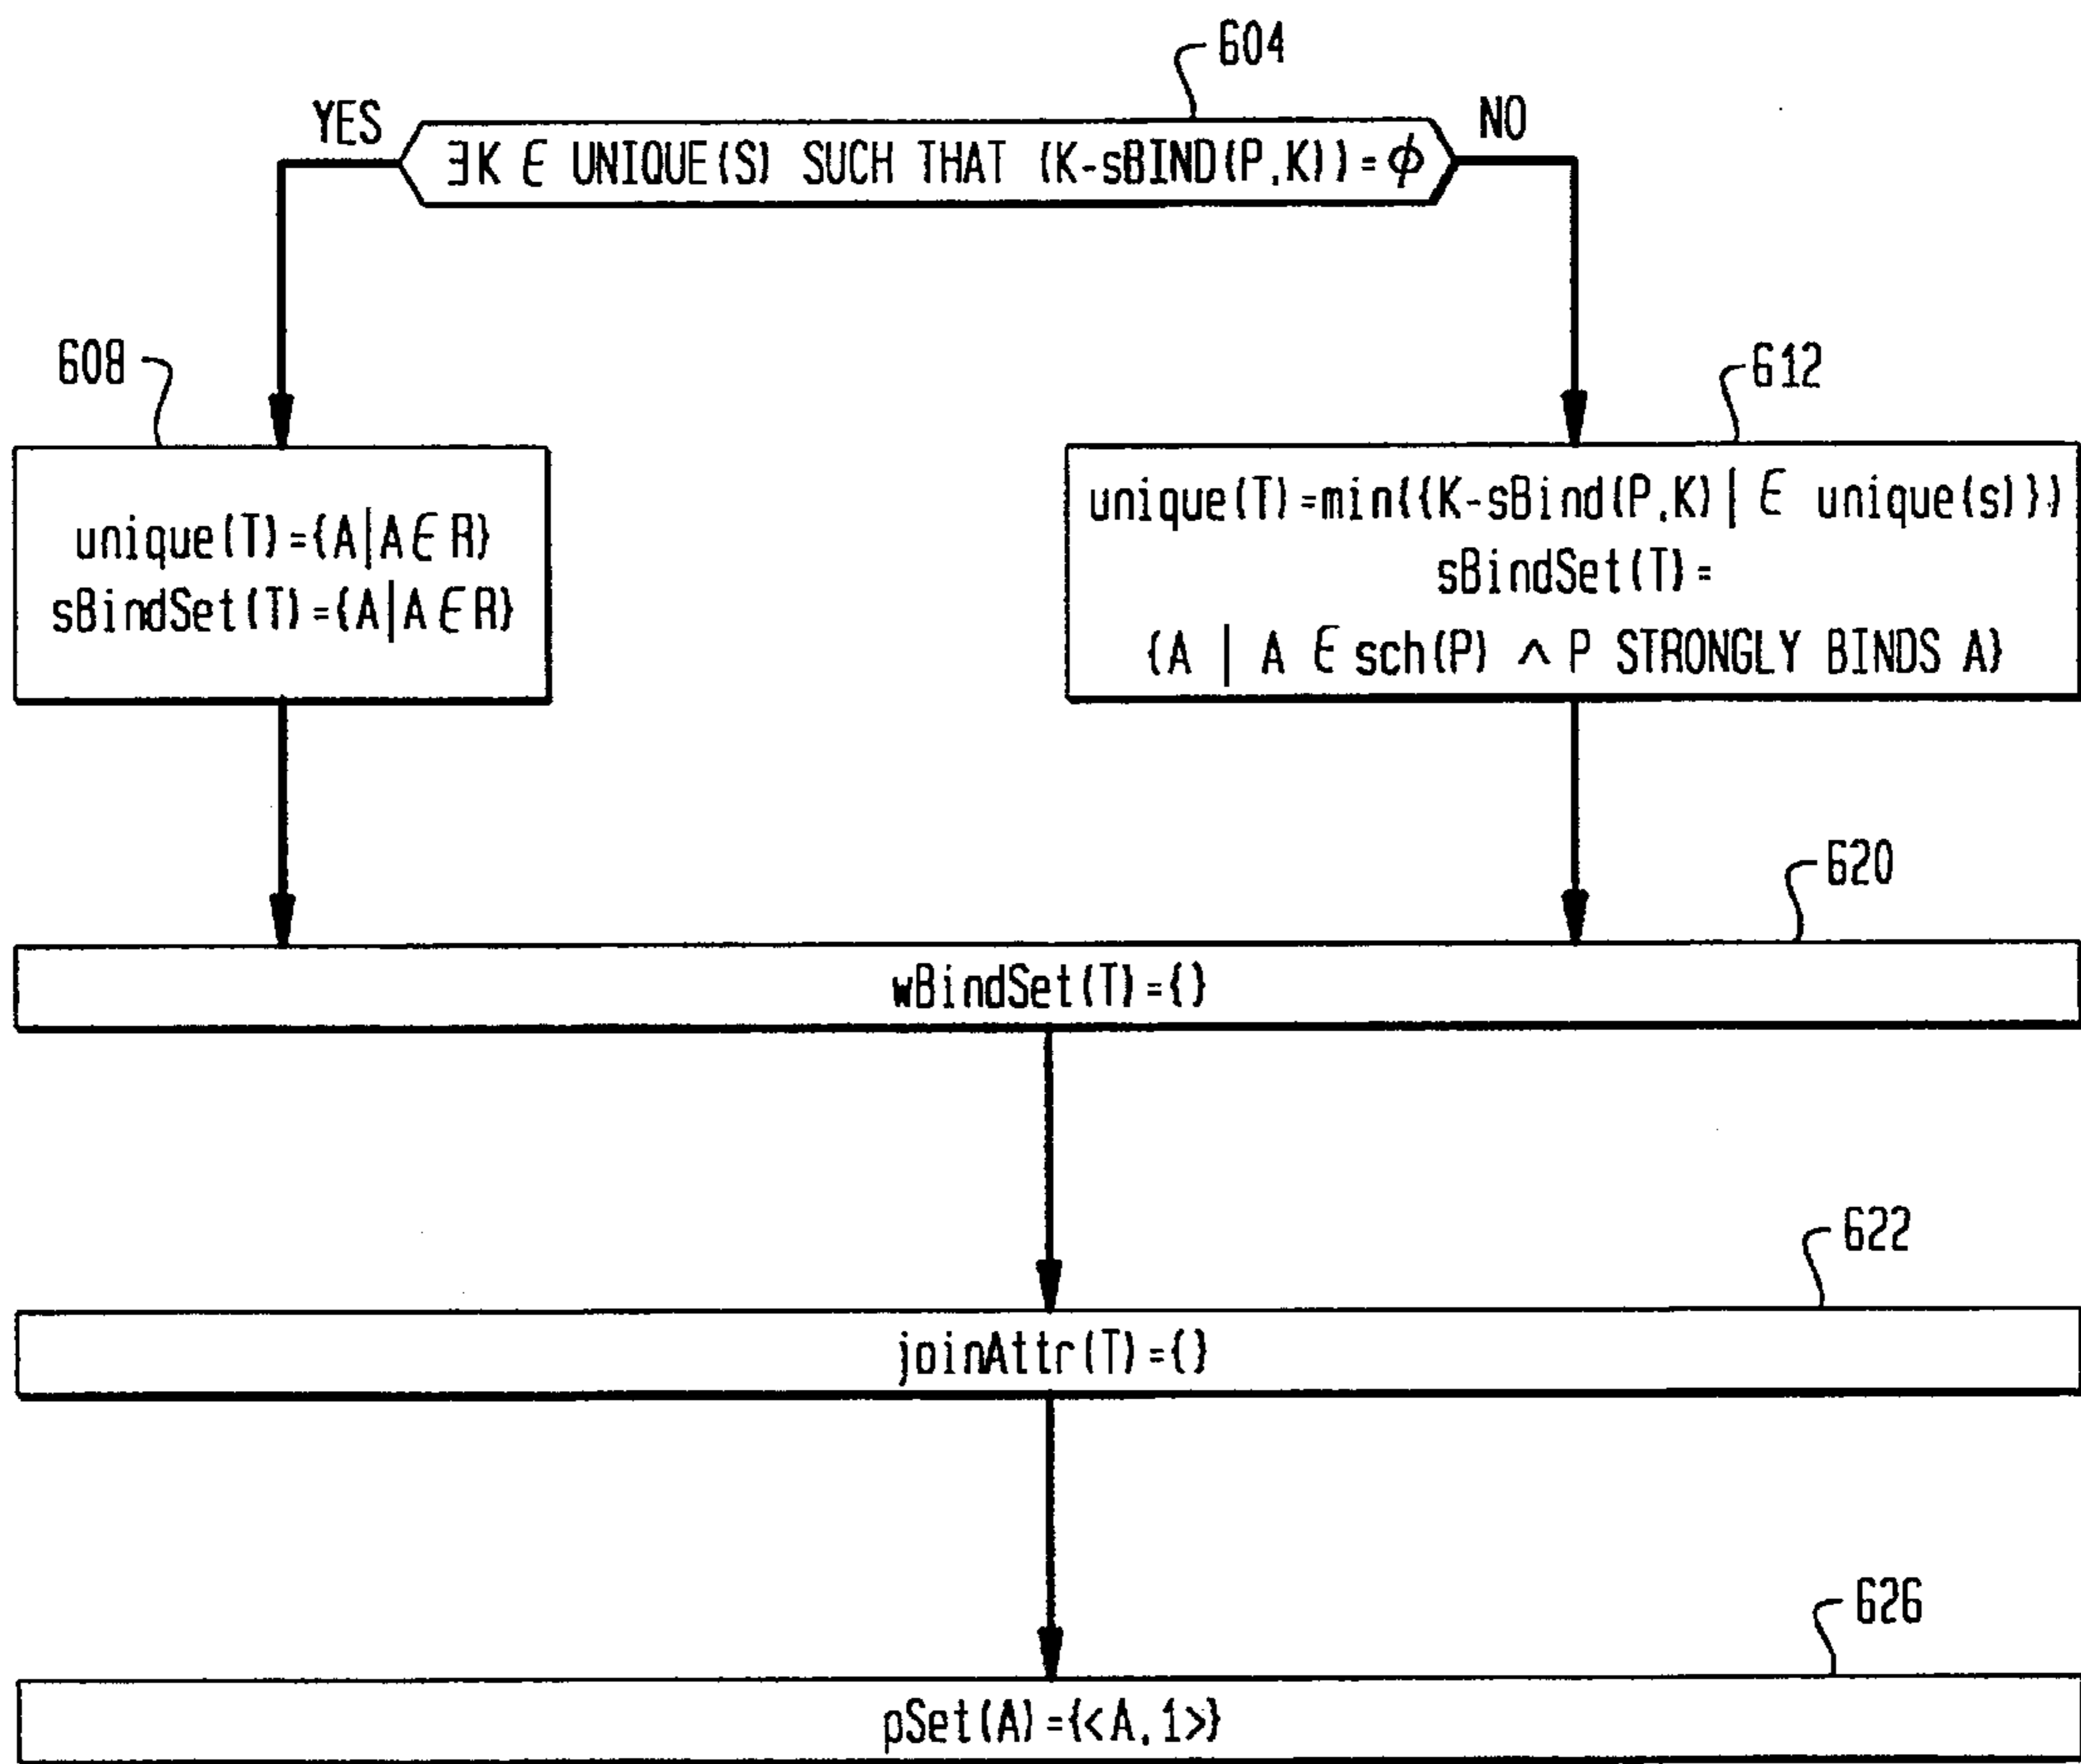 604
YES
∃K ∈ UNIQUE(S) SUCH THAT (K-sBIND(P,K))=ϕ
NO
608
unique(T)={A|A∈R}
sBindSet(T)={A|A∈R}
612
unique(T)=min({K-sBind(P,K)| ∈ unique(s)})
sBindSet(T)=
{A | A ∈ sch(P) ∧ P STRONGLY BINDS A}
620
wBindSet(T)={}
622
joinAttr(T)={}
626
pSet(A)={<A,1>}